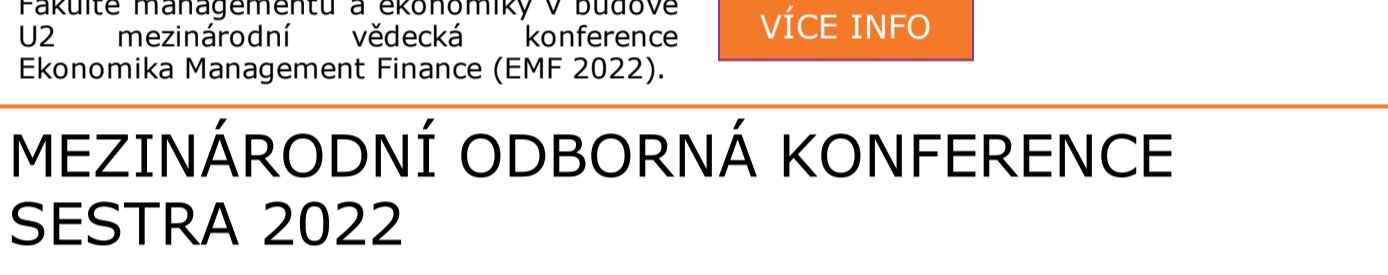 Fakultě managementu a ekonomiky v budově
U2 mezinárodní vědecká konference
Ekonomika Management Finance (EMF 2022).
VÍCE INFO
MEZINÁRODNÍ ODBORNÁ KONFERENCE
SESTRA 2022